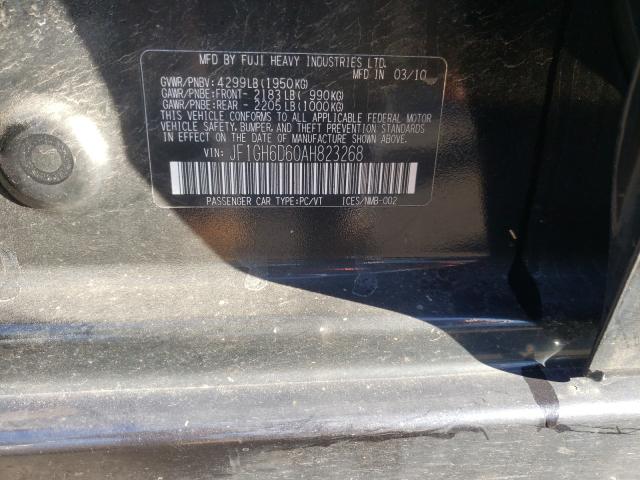 MFD BY FUJI HEAVY INDUSTRIES LTD.
MFD IN 03/10
GVWR/PNBV: 4299LB(1950KG)
GAWR/PNBE:FRONT- 2183LB( 990KG)
GAWR/PNBE:REAR - 2205LB(1000KG)
THIS VEHICLE CONFORMS TO ALL APPLICABLE FEDERAL MOTOR
VEHICLE SAFETY, BUMPER, AND THEFT PREVENTION STANDARDS
IN EFFECT ON THE DATE OF MANUFACTURE SHOWN ABOVE.
VIN: JF1GH6D60AH823268
PASSENGER CAR TYPE:PC/VT ICES/NMB-002